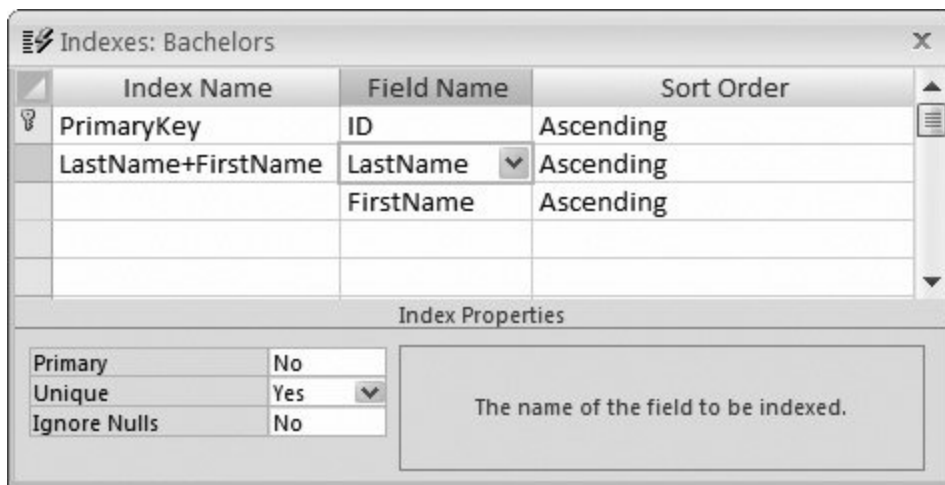 Indexes: Bachelors
Index Name Field Name Sort Order
PrimaryKey ID Ascending
LastName+FirstName LastName Ascending
FirstName Ascending
Index Properties
Primary No
Unique Yes
Ignore Nulls No
The name of the field to be indexed.